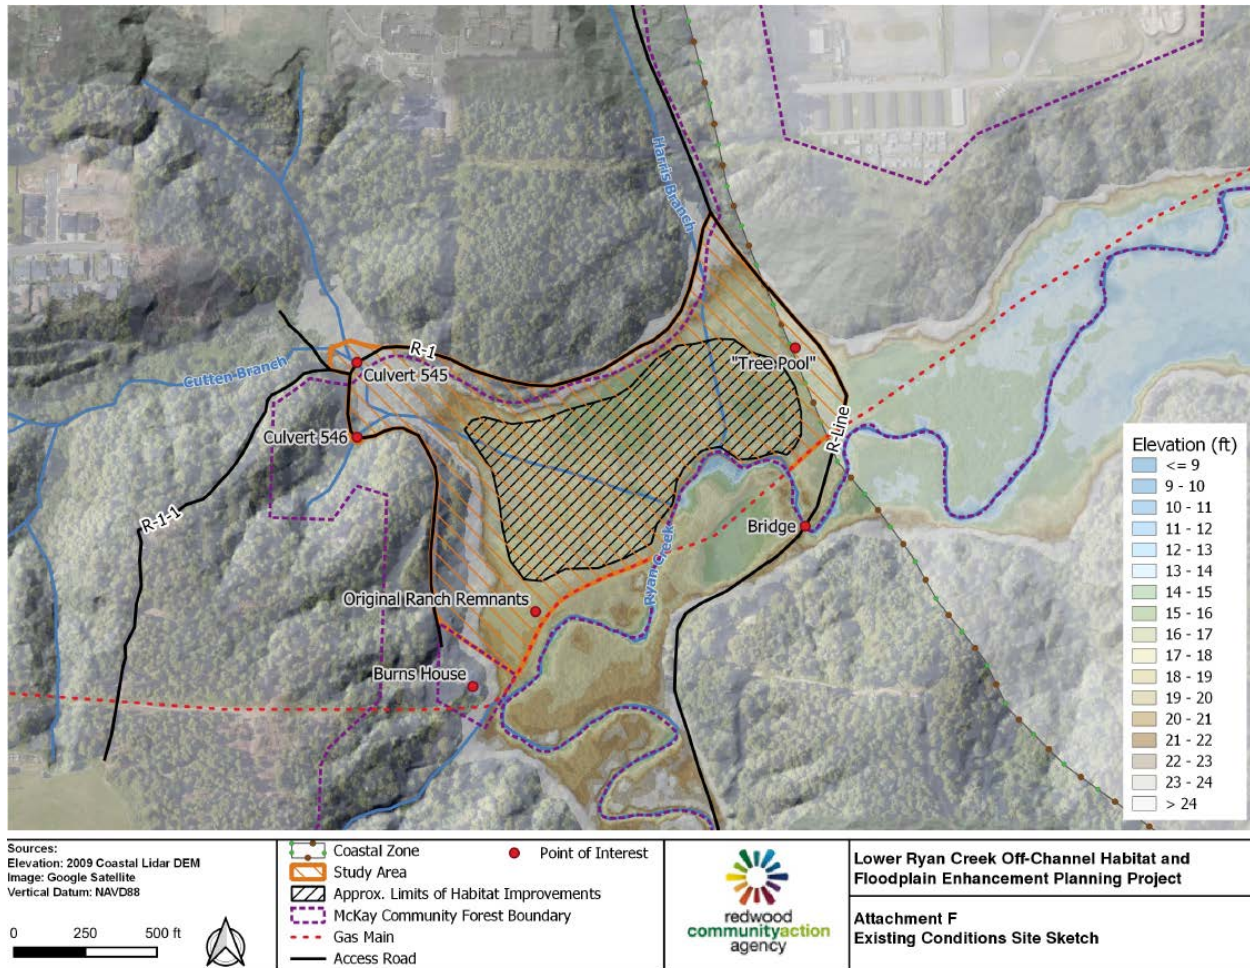 Harris Branch
Cutten Branch
R-1
Culvert 545
"Tree Pool"
Culvert 546
R-Line
R-1-1
Bridge
Ryan Creek
Original Ranch Remnants
Burns House
Elevation (ft)
<= 9
9 - 10
10 - 11
11 - 12
12 - 13
13 - 14
14 - 15
15 - 16
16 - 17
17 - 18
18 - 19
19 - 20
20 - 21
21 - 22
22 - 23
23 - 24
> 24
Sources:
Elevation: 2009 Coastal Lidar DEM
Image: Google Satellite
Vertical Datum: NAVD88
0 250 500 ft
Coastal Zone
Study Area
Approx. Limits of Habitat Improvements
McKay Community Forest Boundary
Gas Main
Access Road
Point of Interest
redwood
communityaction
agency
Lower Ryan Creek Off-Channel Habitat and
Floodplain Enhancement Planning Project
Attachment F
Existing Conditions Site Sketch